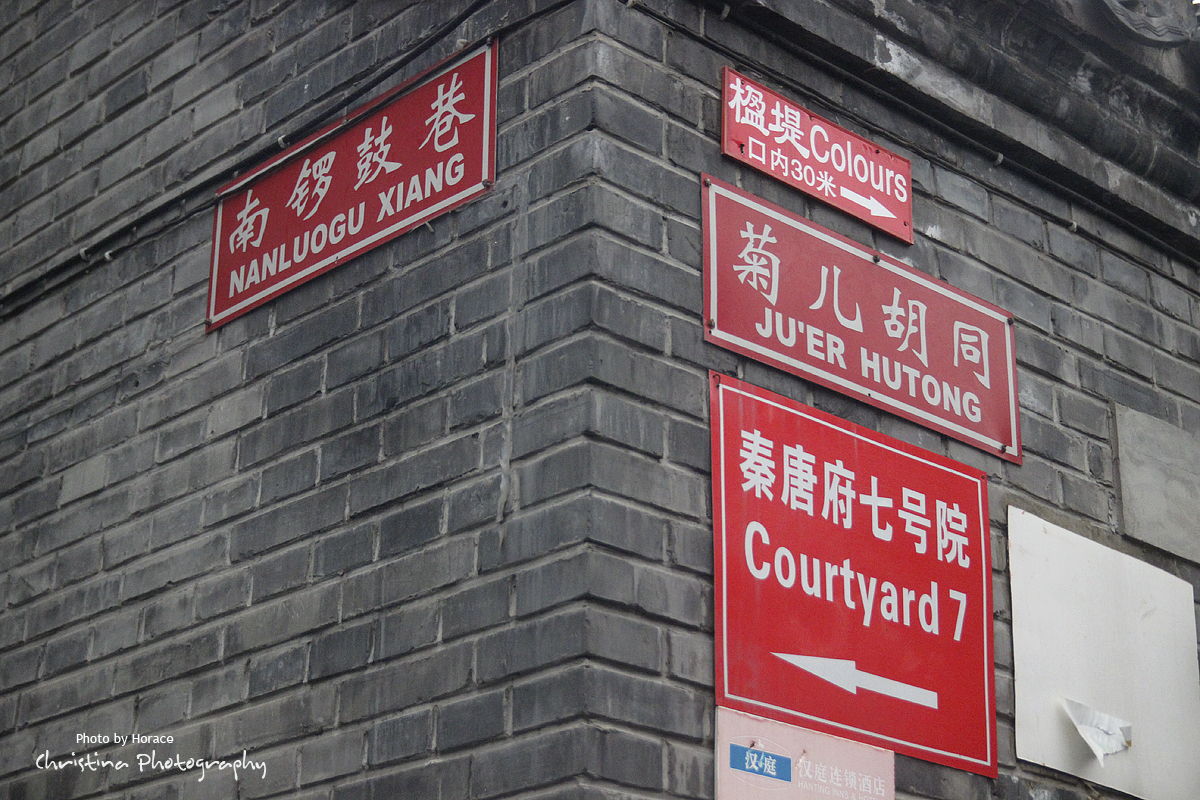 南锣鼓巷
NANLUOGU XIANG
楹堤Colours
口内30米
菊儿胡同
JU'ER HUTONG
秦唐府七号院
Courtyard 7
汉庭
汉庭连锁酒店
HANTING INNS &
Photo by Horace
Christina Photography